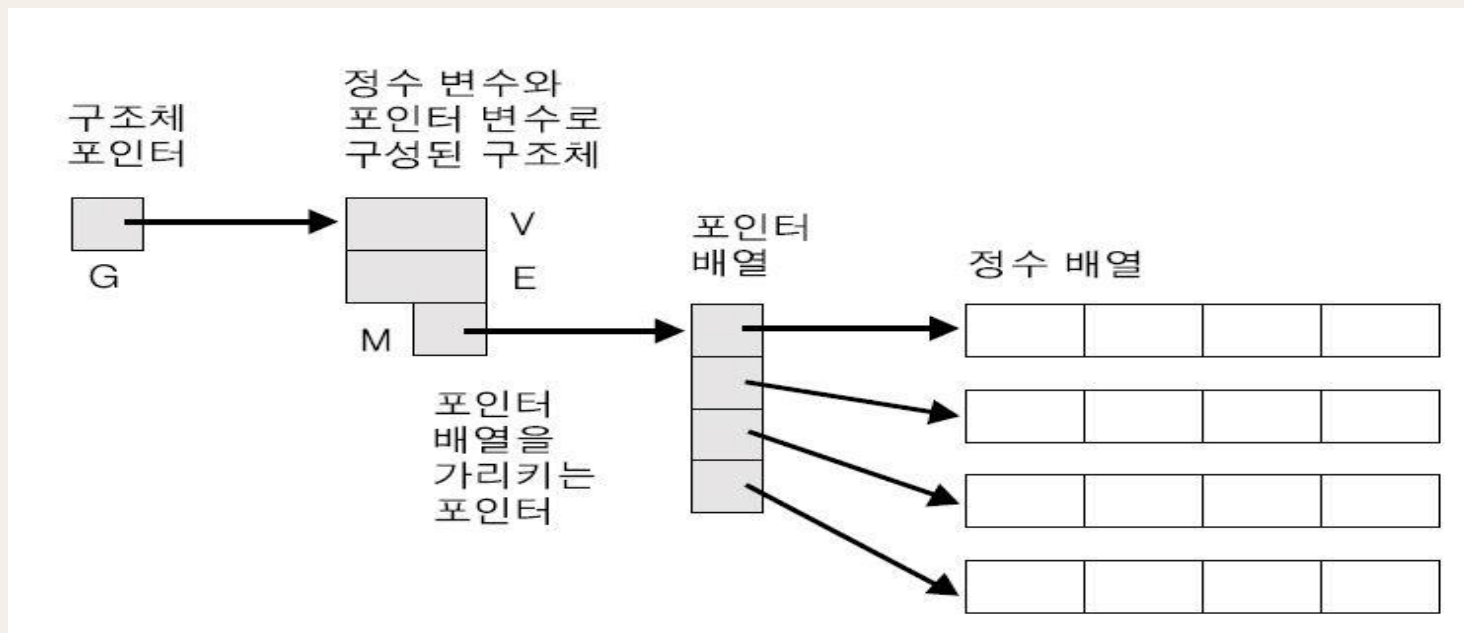 구조체
포인터
G
정수 변수와
포인터 변수로
구성된 구조체
V
E
M
포인터
배열을
가리키는
포인터
포인터
배열
정수 배열